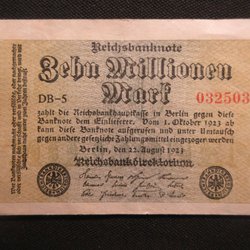 Reichsbanknote
Zehn Millionen
Mark
DB-5
032503
zahlt die Reichsbankhauptkasse in Berlin gegen diese
Banknote dem Einlieferer. Vom 1. Oktober 1923 ab
kann diese Banknote aufgerufen und unter Umtausch
gegen andere gesetzliche Zahlungsmittel eingezogen werden
Berlin, den 22. August 1923
Reichsbankdirektorium